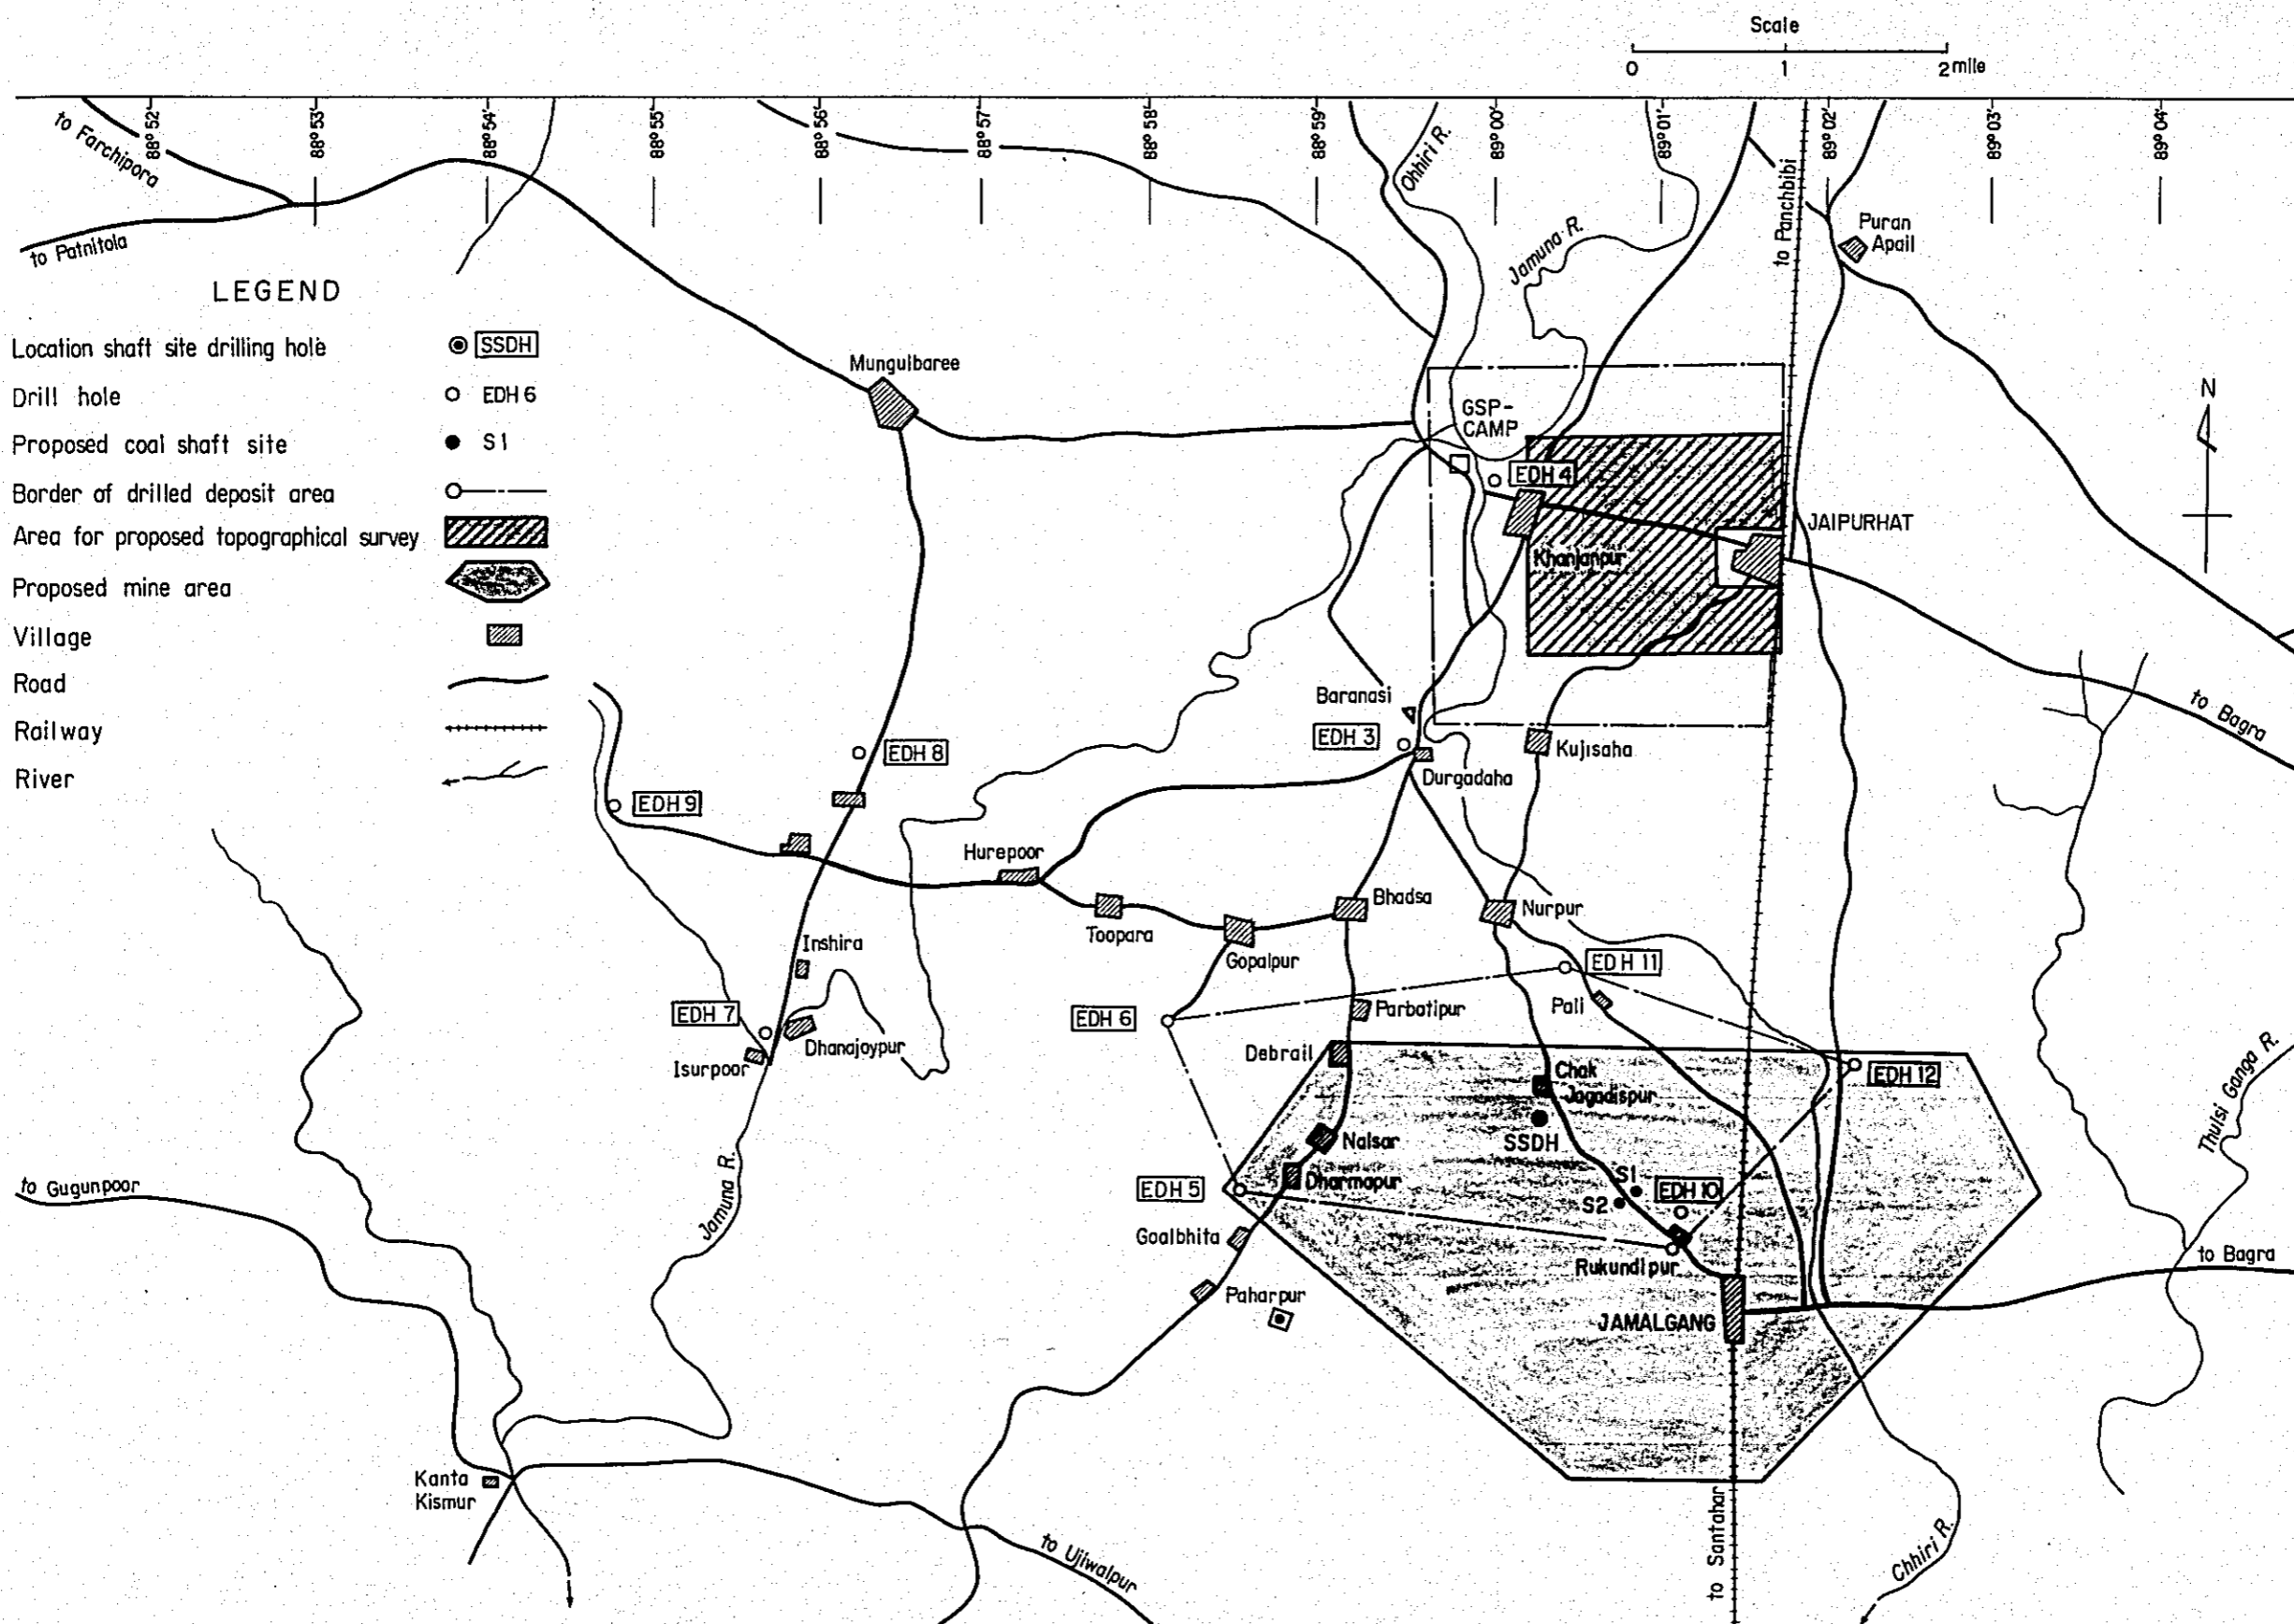 Scale
0 1 2 mile
88° 52'
88° 53'
88° 54'
88° 55'
88° 56'
88° 57'
88° 58'
88° 59'
89° 00'
89° 01'
89° 02'
89° 03'
89° 04'
to Farchipora
to Patnitola
Ohhiri R.
Jamuna R.
to Panchbibi
Puran
Apail
LEGEND
Location shaft site drilling hole SSDH
Drill hole EDH 6
Proposed coal shaft site S1
Border of drilled deposit area
Area for proposed topographical survey
Proposed mine area
Village
Road
Railway
River
Mungulbaree
N
GSP-
CAMP
EDH 4
JAIPURHAT
Khanjanpur
Baranasi
EDH 3
Kujisaha
Durgadaha
to Bagra
EDH 8
EDH 9
Hurepoor
Toopara
Gopalpur
Bhadsa
Nurpur
Inshira
EDH 7
Dhanajoypur
Isurpoor
EDH 6
EDH 11
Parbatipur
Pali
Debrail
Chak
Jagadispur
EDH 12
SSDH
Nalsar
Dharmapur
EDH 5
S1
S2
EDH 10
Goalbhita
Rukundipur
Paharpur
JAMALGANG
Thulsi Ganga R.
to Bagra
to Gugunpoor
Jamuna R.
Kanta
Kismur
to Ujiwalpur
to Santahar
Chhiri R.